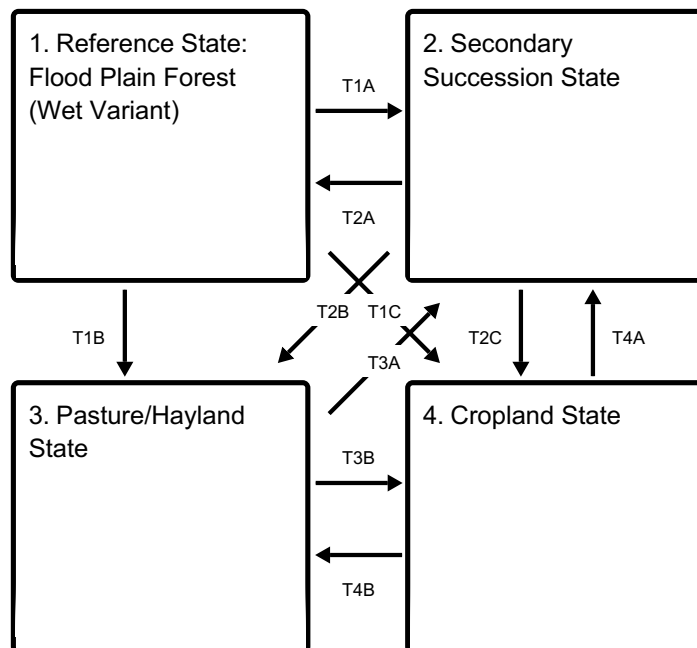 1. Reference State:
Flood Plain Forest
(Wet Variant)
2. Secondary
Succession State
T1A
T2A
T1B
T2B
T1C
T3A
T2C
T4A
3. Pasture/Hayland
State
4. Cropland State
T3B
T4B